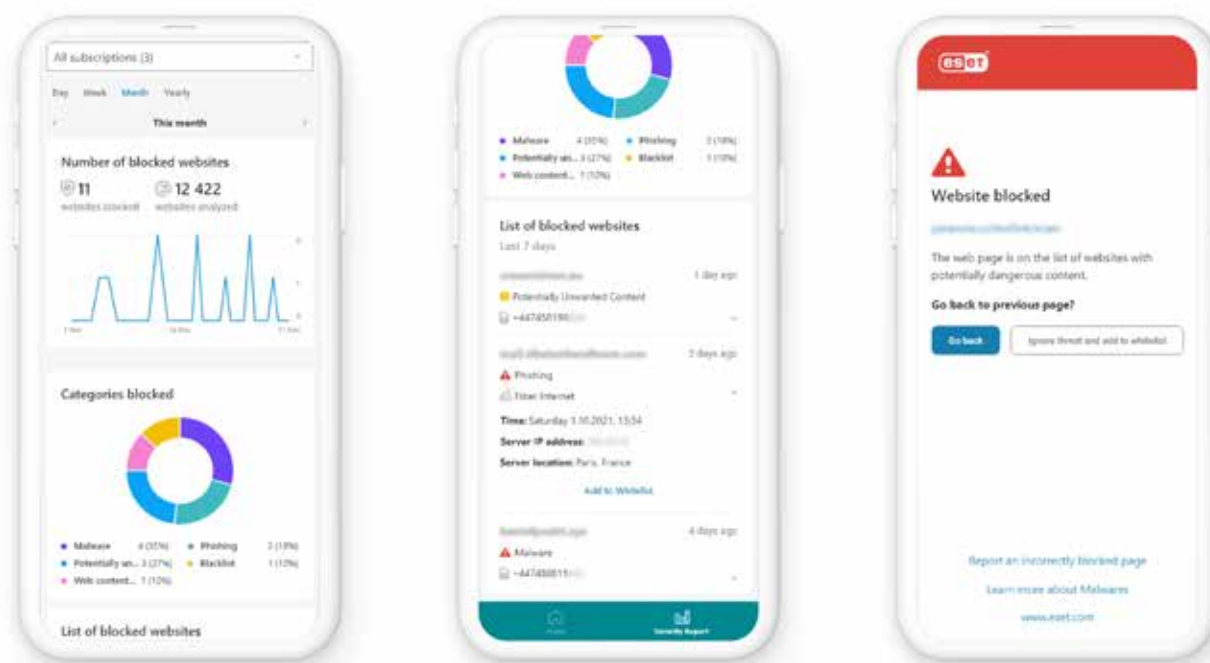 All subscriptions (3)
Day Week Month Yearly
This month
Number of blocked websites
11 12 422
websites blocked websites analyzed
Categories blocked
Malware 4 (35%) Phishing 2 (18%)
Potentially un... 3 (27%) Blacklist 1 (10%)
Web content... 1 (10%)
List of blocked websites
Malware 4 (35%) Phishing 2 (18%)
Potentially un... 3 (27%) Blacklist 1 (10%)
Web content... 1 (10%)
List of blocked websites
Last 7 days
1 day ago
Potentially Unwanted Content
+447458190
2 days ago
Phishing
Fiber Internet
Time: Saturday 1.10.2021, 13:34
Server IP address:
Server location: Paris, France
Add to Whitelist
4 days ago
Malware
Home Security Report
eset
Website blocked
The web page is on the list of websites with
potentially dangerous content.
Go back to previous page?
Go back Ignore threat and add to whitelist
Report an incorrectly blocked page
Learn more about Malwares
www.eset.com